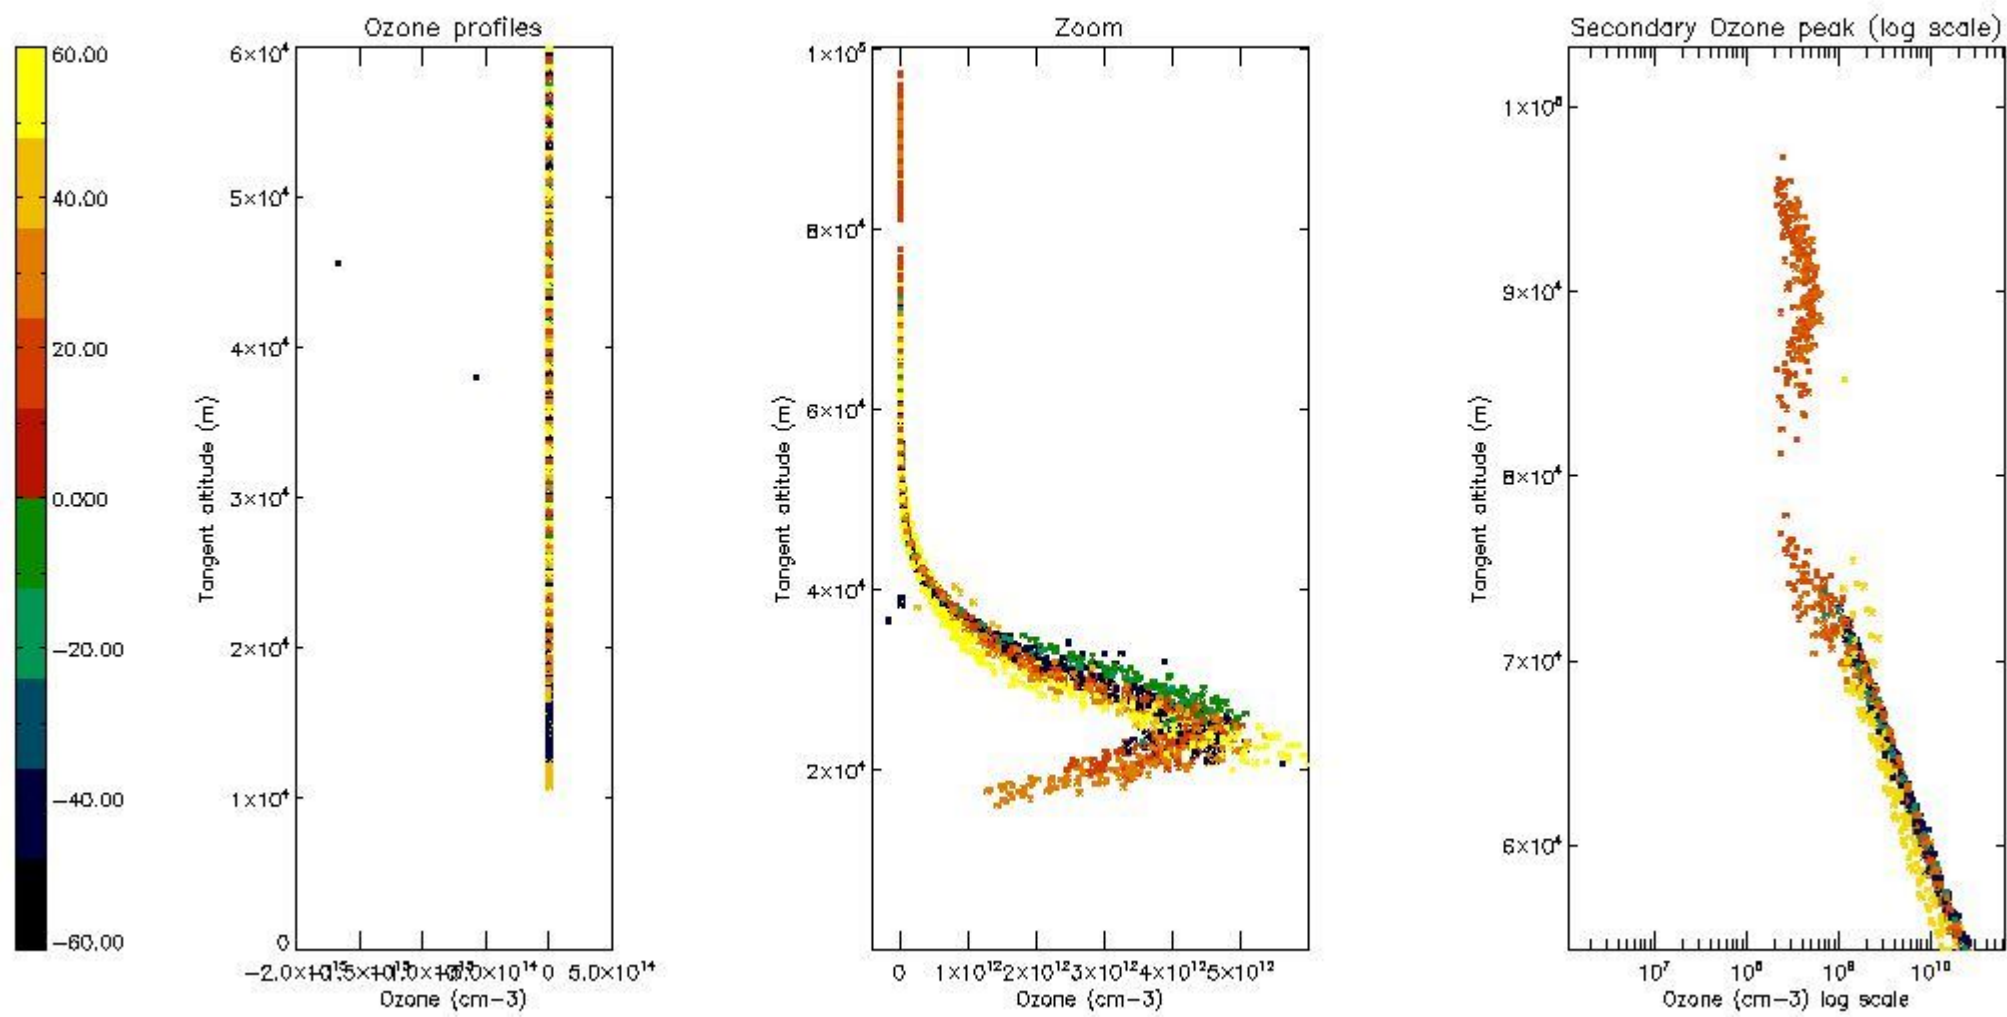 Ozone profiles
Zoom
Secondary Ozone peak (log scale)
60.00
40.00
20.00
0.000
−20.00
−40.00
−60.00
6×10⁴
5×10⁴
4×10⁴
3×10⁴
2×10⁴
1×10⁴
0
Tangent altitude (m)
5.0×10¹⁴
0
Ozone (cm−3)
1×10⁵
8×10⁴
6×10⁴
4×10⁴
2×10⁴
Tangent altitude (m)
0 1×10¹² 2×10¹² 3×10¹² 4×10¹² 5×10¹²
Ozone (cm−3)
9×10⁴
8×10⁴
7×10⁴
6×10⁴
Tangent altitude (m)
10⁷ 10⁸ 10⁹ 10¹⁰
Ozone (cm−3) log scale